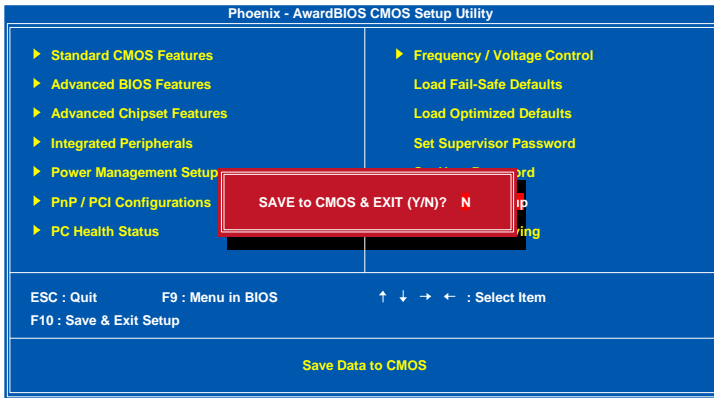 Phoenix - AwardBIOS CMOS Setup Utility
Standard CMOS Features
Advanced BIOS Features
Advanced Chipset Features
Integrated Peripherals
Power Management Setup
PnP / PCI Configurations
PC Health Status
Frequency / Voltage Control
Load Fail-Safe Defaults
Load Optimized Defaults
Set Supervisor Password
SAVE to CMOS & EXIT (Y/N)? N
ESC : Quit F9 : Menu in BIOS ↑ ↓ → ← : Select Item
F10 : Save & Exit Setup
Save Data to CMOS